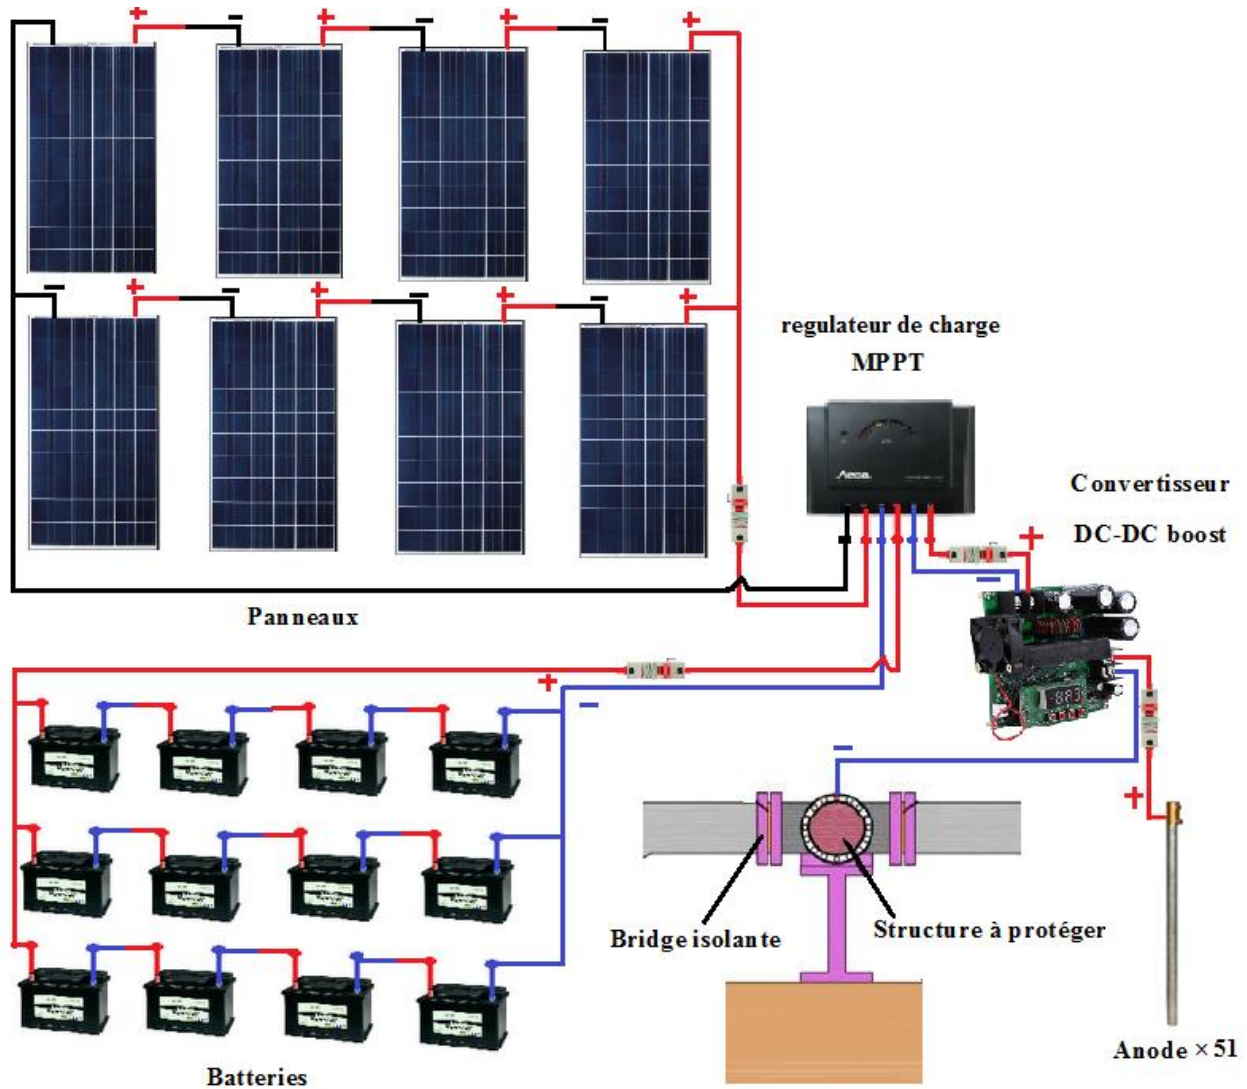 regulateur de charge
MPPT
Convertisseur
DC-DC boost
Panneaux
Bridge isolante
Structure à protéger
Anode × 51
Batteries